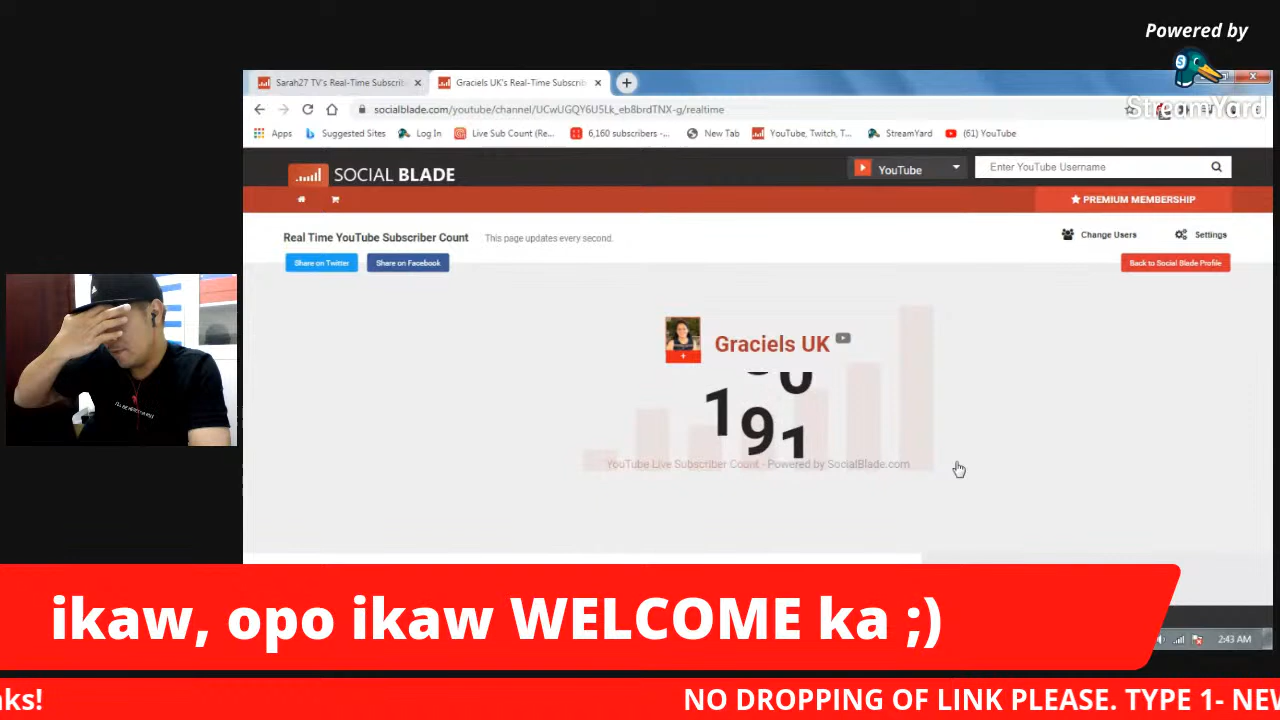 Powered by
StreamYard
Sarah27 TV's Real-Time Subscrib
Graciels UK's Real-Time Subscrib
socialblade.com/youtube/channel/UCwUGQY6U5Lk_eb8brdTNX-g/realtime
Apps
Suggested Sites
Log In
Live Sub Count (Re...
6,160 subscribers -...
New Tab
YouTube, Twitch, T...
StreamYard
(61) YouTube
SOCIAL BLADE
YouTube
Enter YouTube Username
PREMIUM MEMBERSHIP
Real Time YouTube Subscriber Count
This page updates every second.
Change Users
Settings
Share on Twitter
Share on Facebook
Back to Social Blade Profile
Graciels UK
YouTube Live Subscriber Count - Powered by SocialBlade.com
ikaw, opo ikaw WELCOME ka ;)
2:43 AM
nks!
NO DROPPING OF LINK PLEASE. TYPE 1- NEW